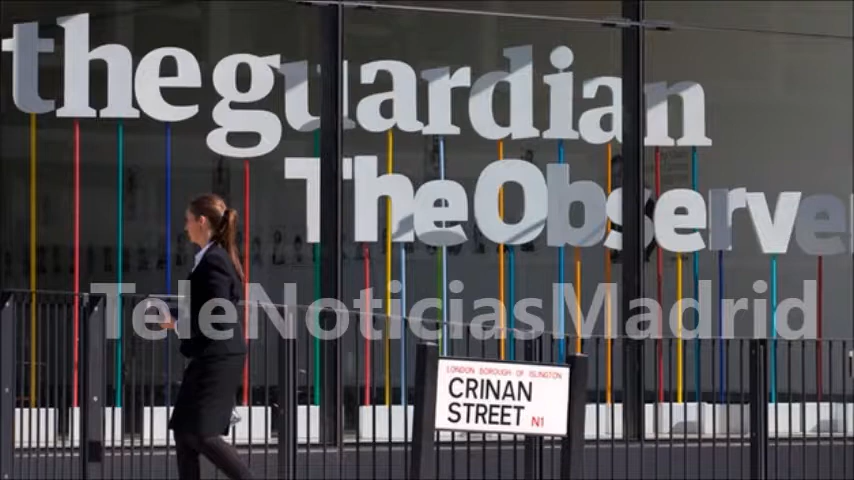 theguardian
TheObserver
TeleNoticiasMadrid
LONDON BOROUGH OF ISLINGTON
CRINAN
STREET N1